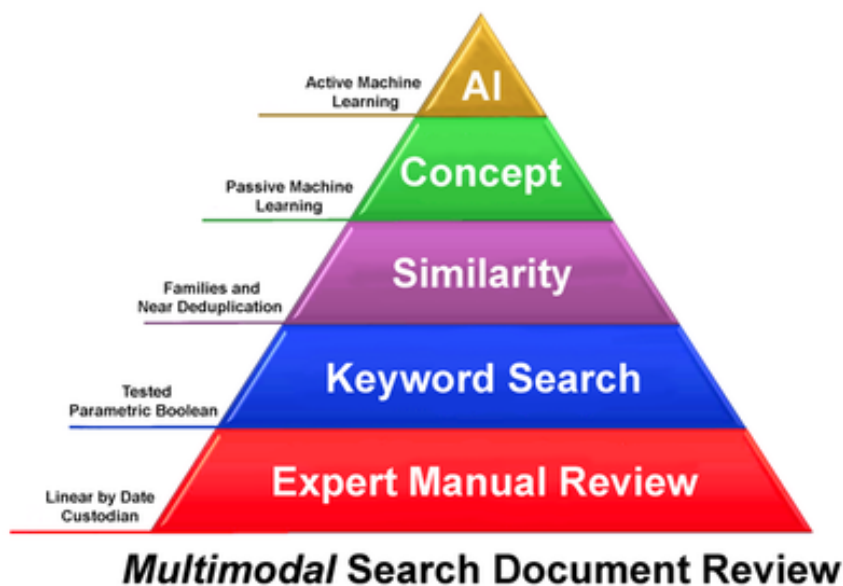 AI
Active Machine
Learning
Concept
Passive Machine
Learning
Similarity
Families and
Near Deduplication
Keyword Search
Tested
Parametric Boolean
Expert Manual Review
Linear by Date
Custodian
Multimodal Search Document Review